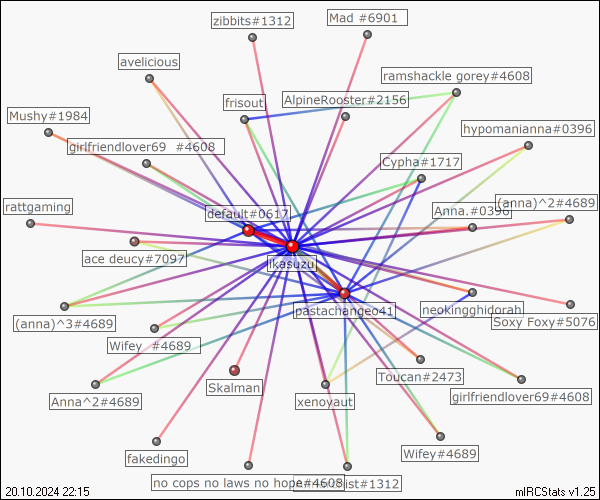 Mad #6901
zibbits#1312
avelicious
ramshackle gorey#4608
frisout
AlpineRooster#2156
Mushy#1984
hypomanianna#0396
girlfriendlover69 #4608
Cypha#1717
rattgaming
default#0617
Anna.#0396
(anna)^2#4689
ace deucy#7097
ikasuzu
pastachangeo41
neokingghidorah
Soxy Foxy#5076
(anna)^3#4689
Wifey #4689
Toucan#2473
Skalman
Anna^2#4689
xenoyaut
girlfriendlover69#4608
fakedingo
Wifey#4689
no cops no laws no hope#4608
#1312
20.10.2024 22:15
mIRCStats v1.25